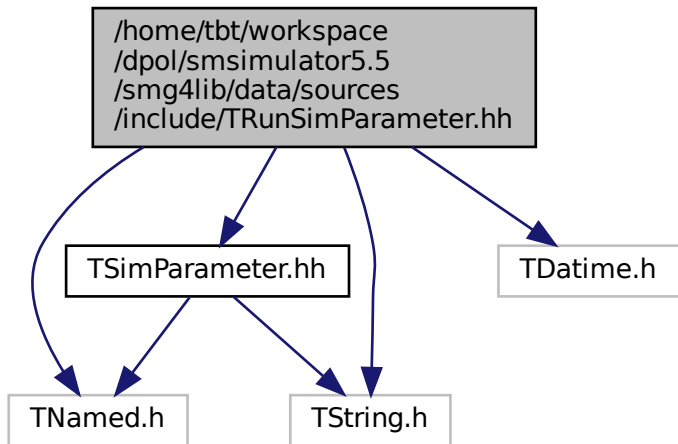 /home/tbt/workspace
/dpol/smsimulator5.5
/smg4lib/data/sources
/include/TRunSimParameter.hh
TSimParameter.hh
TDatime.h
TNamed.h
TString.h